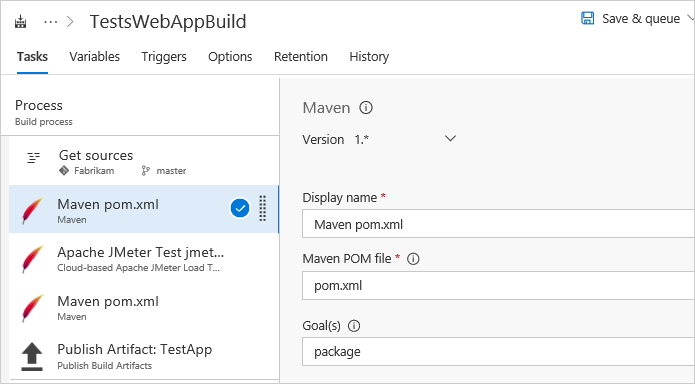 ··· > TestsWebAppBuild
Save & queue
Tasks Variables Triggers Options Retention History
Process
Build process
Get sources
Fabrikam master
Maven pom.xml
Maven
Apache JMeter Test jmet...
Cloud-based Apache JMeter Load T...
Maven pom.xml
Maven
Publish Artifact: TestApp
Publish Build Artifacts
Maven
Version 1.*
Display name *
Maven pom.xml
Maven POM file *
pom.xml
Goal(s)
package